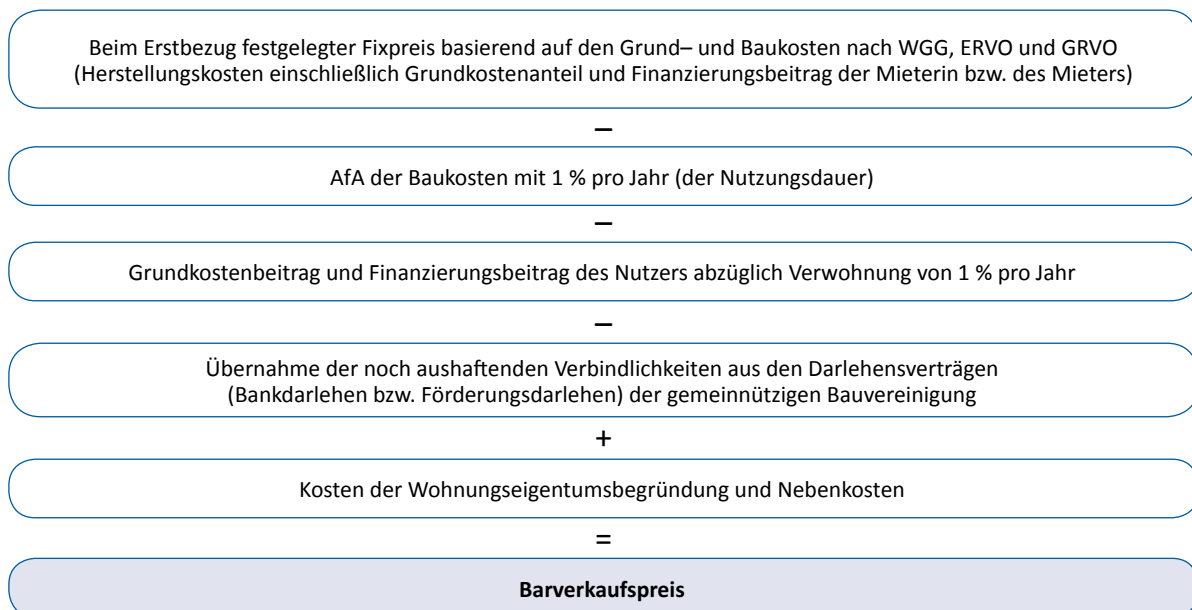 Beim Erstbezug festgelegter Fixpreis basierend auf den Grund– und Baukosten nach WGG, ERVO und GRVO
(Herstellungskosten einschließlich Grundkostenanteil und Finanzierungsbeitrag der Mieterin bzw. des Mieters)
–
AfA der Baukosten mit 1 % pro Jahr (der Nutzungsdauer)
–
Grundkostenbeitrag und Finanzierungsbeitrag des Nutzers abzüglich Verwohnung von 1 % pro Jahr
–
Übernahme der noch aushaftenden Verbindlichkeiten aus den Darlehensverträgen
(Bankdarlehen bzw. Förderungsdarlehen) der gemeinnützigen Bauvereinigung
+
Kosten der Wohnungseigentumsbegründung und Nebenkosten
=
Barverkaufspreis